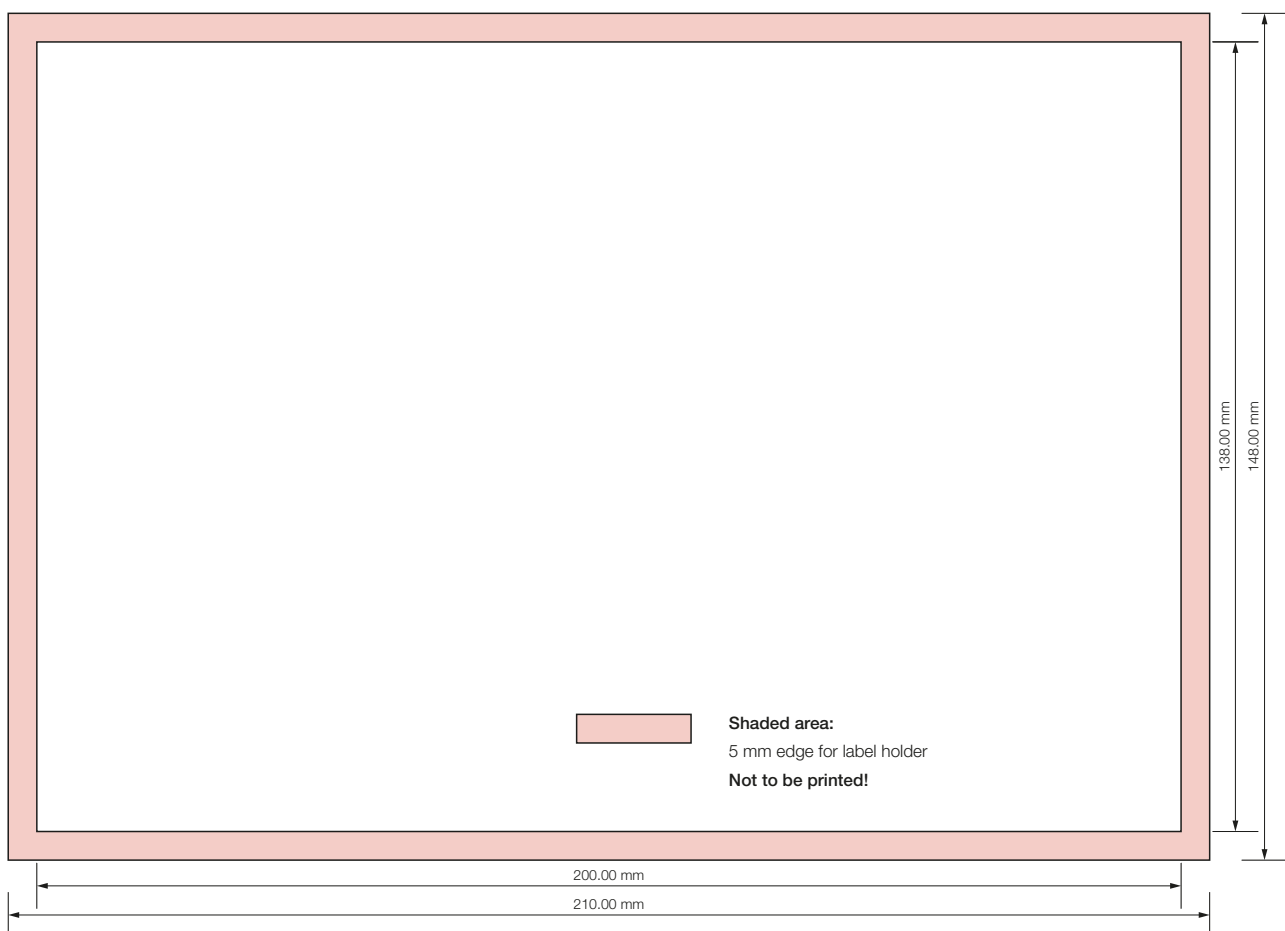 138.00 mm
148.00 mm
Shaded area:
5 mm edge for label holder
Not to be printed!
200.00 mm
210.00 mm